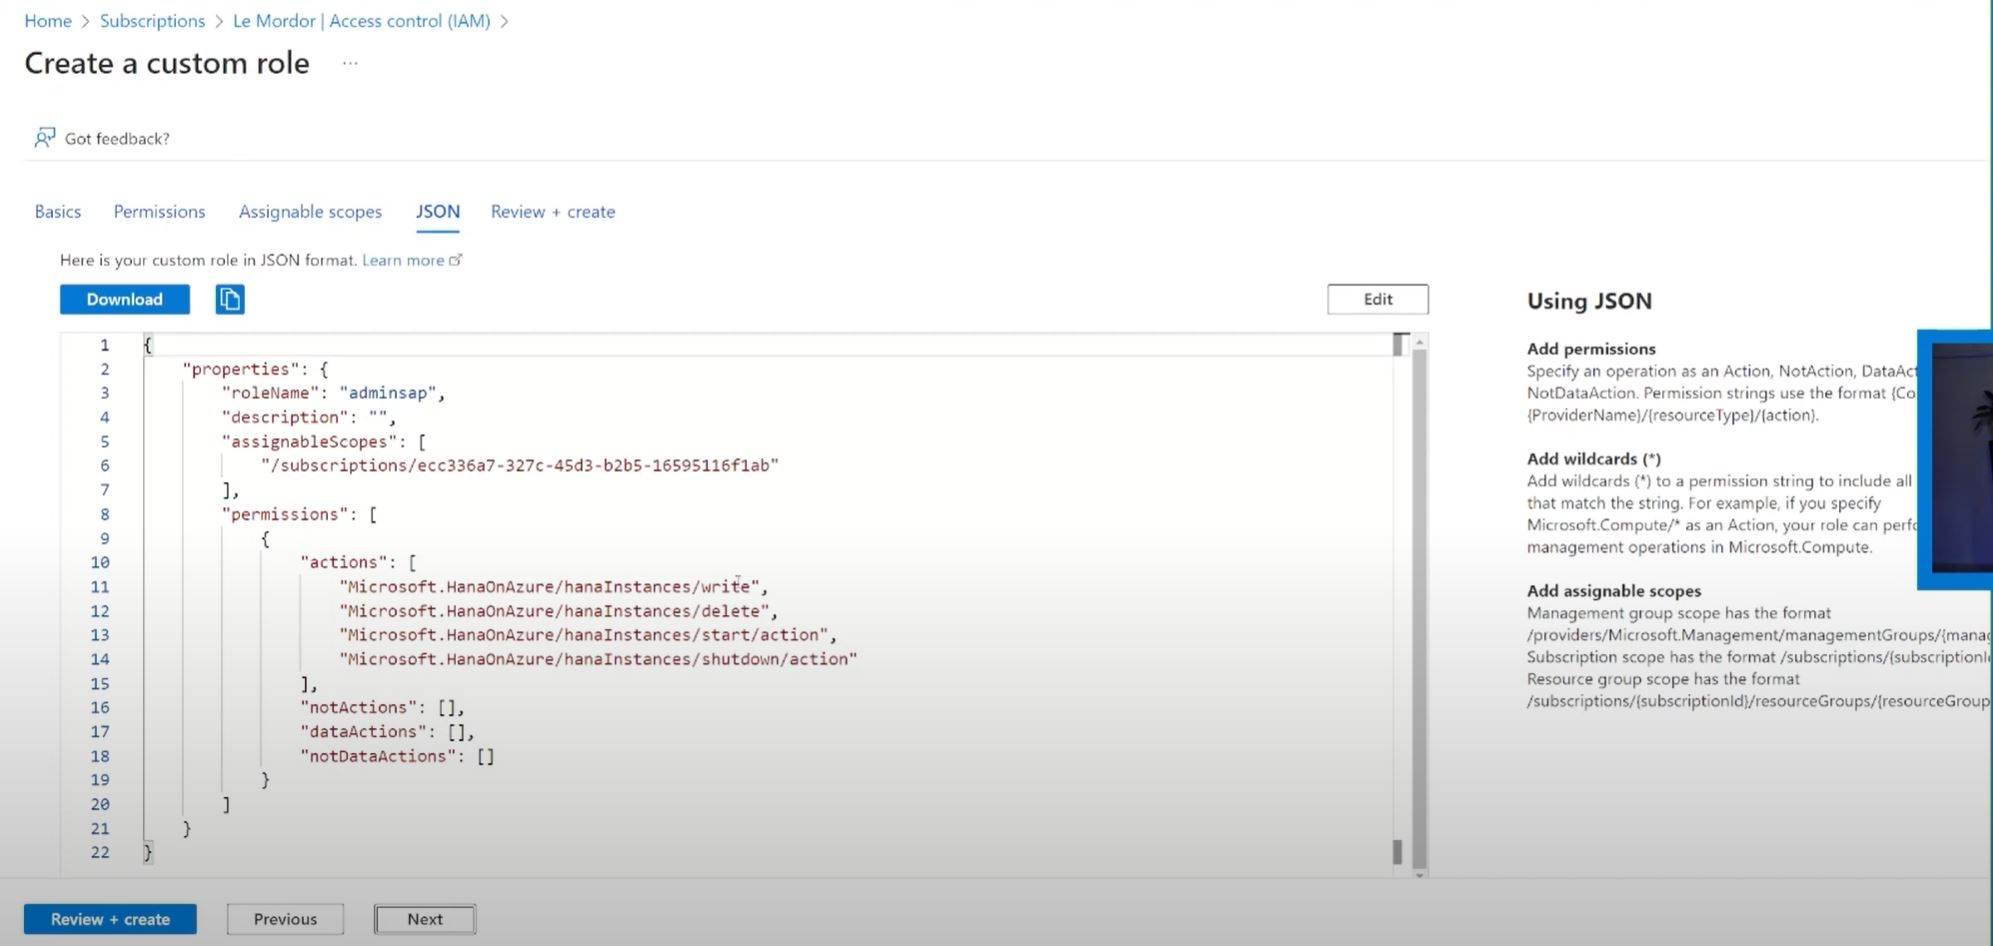 Home > Subscriptions > Le Mordor | Access control (IAM) >
Create a custom role ...
Got feedback?
Basics Permissions Assignable scopes JSON Review + create
Here is your custom role in JSON format. Learn more
Download
Edit
1 {
2 "properties": {
3 "roleName": "adminsap",
4 "description": "",
5 "assignableScopes": [
6 "/subscriptions/ecc336a7-327c-45d3-b2b5-16595116f1ab"
7 ],
8 "permissions": [
9 {
10 "actions": [
11 "Microsoft.HanaOnAzure/hanaInstances/write",
12 "Microsoft.HanaOnAzure/hanaInstances/delete",
13 "Microsoft.HanaOnAzure/hanaInstances/start/action",
14 "Microsoft.HanaOnAzure/hanaInstances/shutdown/action"
15 ],
16 "notActions": [],
17 "dataActions": [],
18 "notDataActions": []
19 }
20 ]
21 }
22 }
Using JSON
Add permissions
Specify an operation as an Action, NotAction, DataAct
NotDataAction. Permission strings use the format {Co
{ProviderName}/{resourceType}/{action}.
Add wildcards (*)
Add wildcards (*) to a permission string to include all
that match the string. For example, if you specify
Microsoft.Compute/* as an Action, your role can perfo
management operations in Microsoft.Compute.
Add assignable scopes
Management group scope has the format
/providers/Microsoft.Management/managementGroups/{mana
Subscription scope has the format /subscriptions/{subscriptionI
Resource group scope has the format
/subscriptions/{subscriptionId}/resourceGroups/{resourceGroup
Review + create
Previous
Next